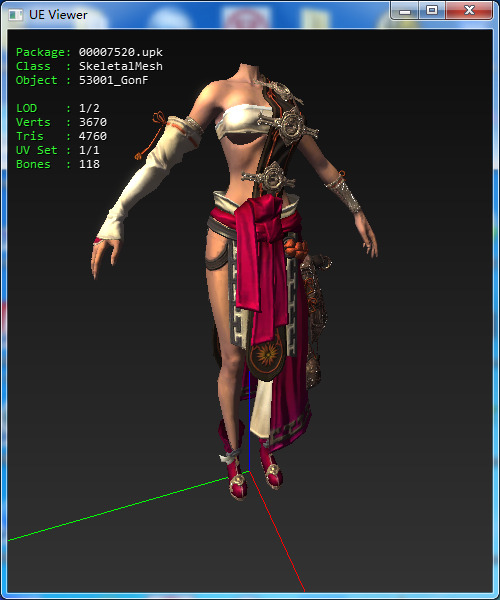 UE Viewer
Package: 00007520.upk
Class : SkeletalMesh
Object : 53001_GonF
LOD : 1/2
Verts : 3670
Tris : 4760
UV Set : 1/1
Bones : 118